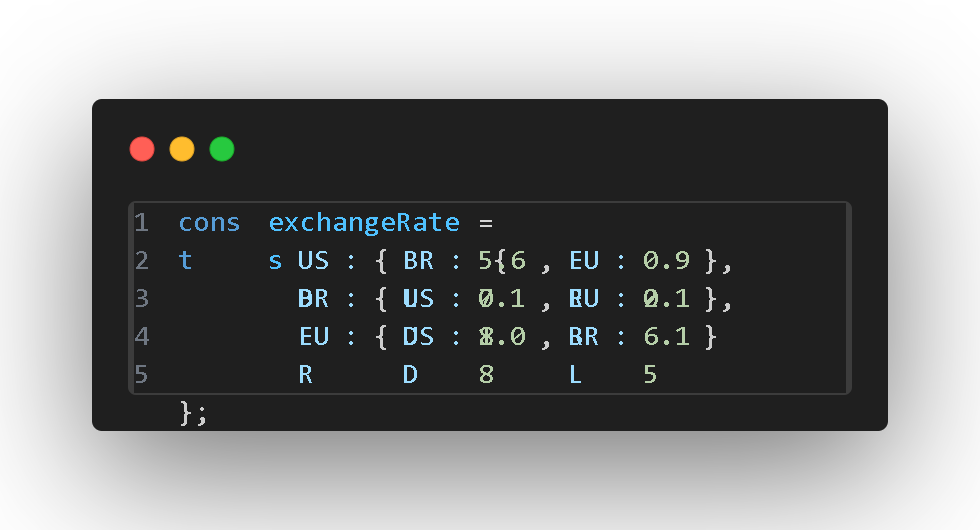 1 cons exchangeRate =
2 t s US : { BR : 5{6 , EU : 0.9 },
3 BR : { US : 0.1 , EU : 0.1 },
4 EU : { US : 1.0 , BR : 6.1 }
5 R D 8 L 5
};